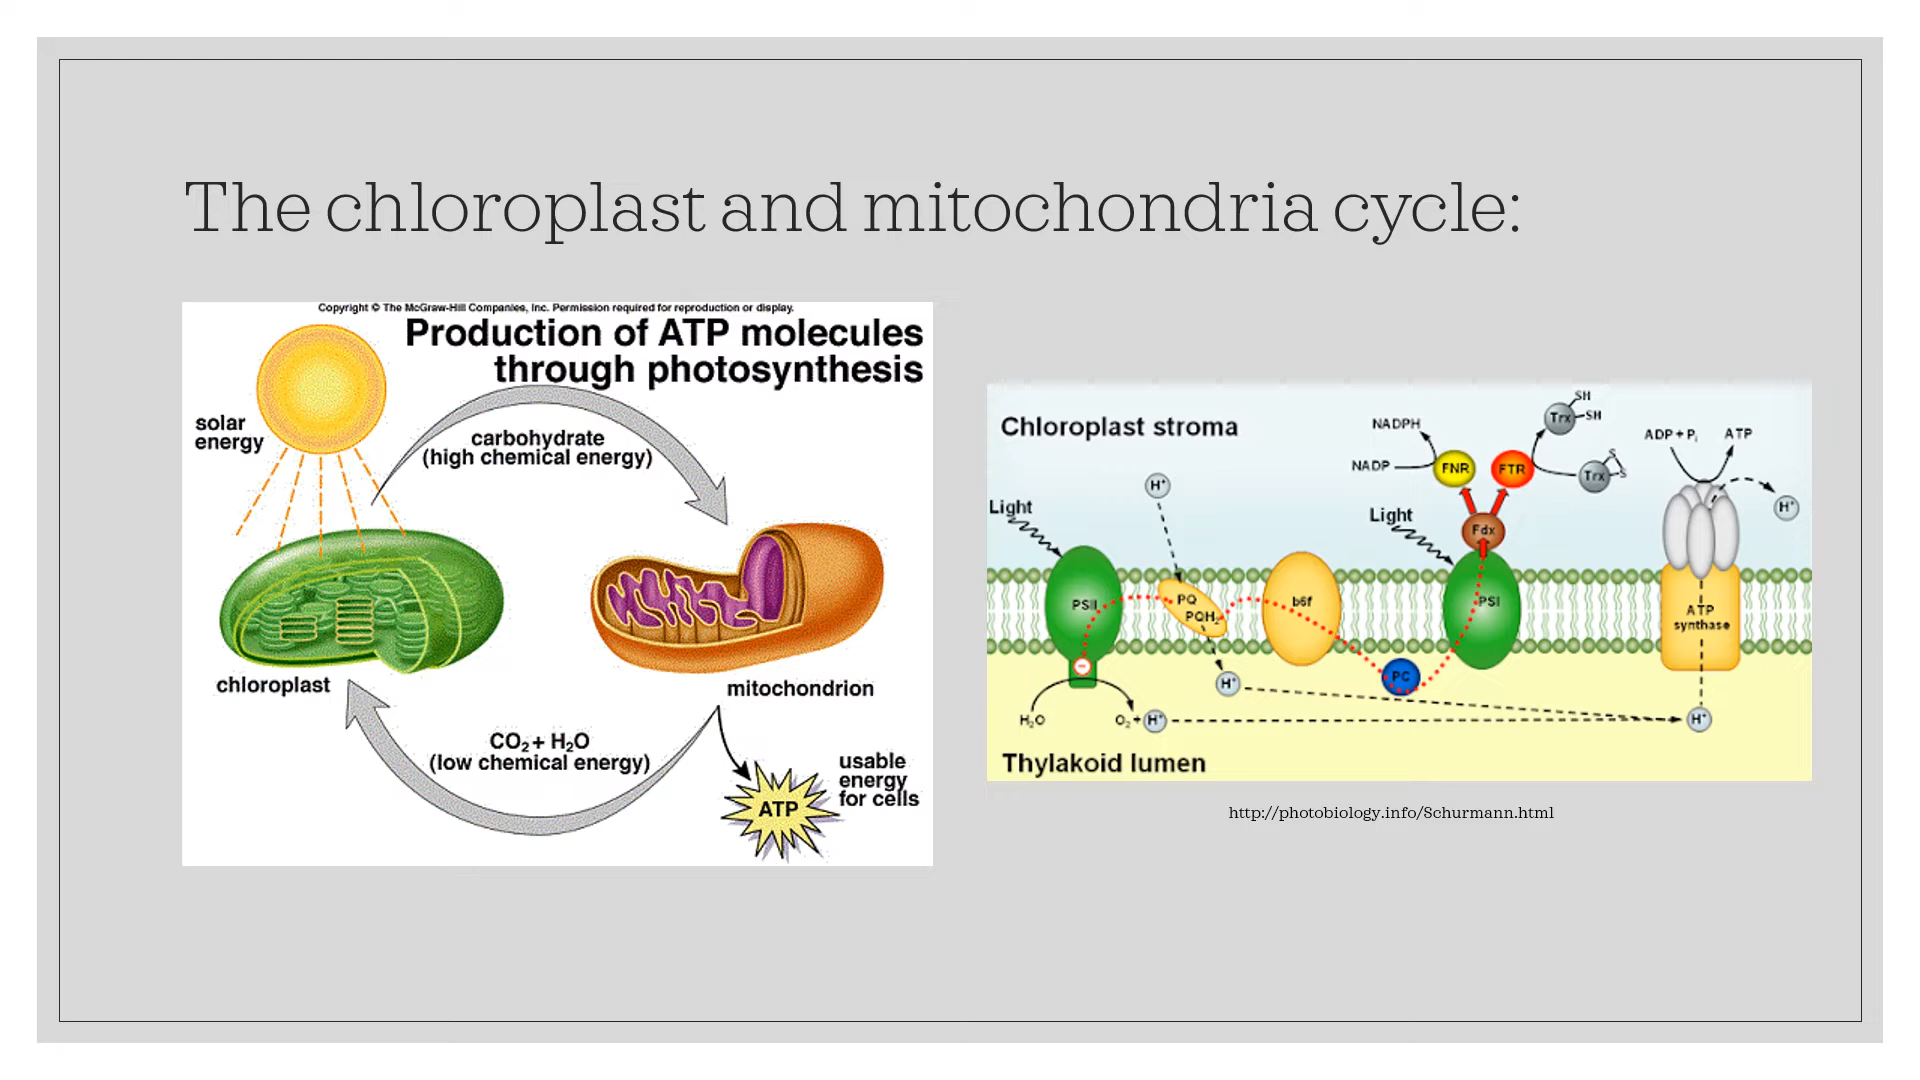 The chloroplast and mitochondria cycle:
Copyright © The McGraw-Hill Companies, Inc. Permission required for reproduction or display.
Production of ATP molecules
through photosynthesis
solar
energy
carbohydrate
(high chemical energy)
chloroplast
mitochondrion
CO₂ + H₂O
(low chemical energy)
ATP
usable
energy
for cells
Chloroplast stroma
NADPH
NADP
FNR
FTR
Trx
SH
SH
Trx
S
S
ADP + Pᵢ
ATP
H⁺
H⁺
Light
Light
Fdx
PSII
PQ
PQH₂
b6f
PSI
ATP
synthase
PC
H⁺
H₂O
O₂ + H⁺
H⁺
Thylakoid lumen
http://photobiology.info/Schurmann.html